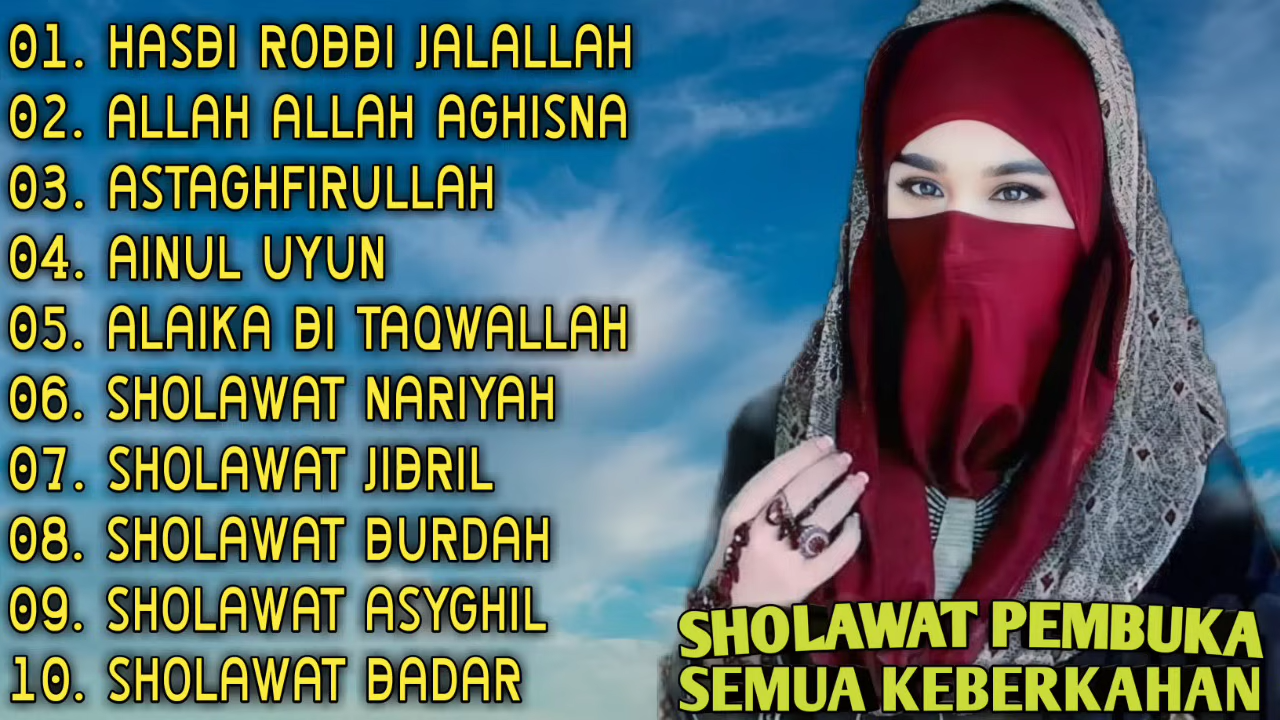 01. HASBI ROBBI JALALLAH
02. ALLAH ALLAH AGHISNA
03. ASTAGHFIRULLAH
04. AINUL UYUN
05. ALAIKA BI TAQWALLAH
06. SHOLAWAT NARIYAH
07. SHOLAWAT JIBRIL
08. SHOLAWAT BURDAH
09. SHOLAWAT ASYGHIL
10. SHOLAWAT BADAR
SHOLAWAT PEMBUKA
SEMUA KEBERKAHAN